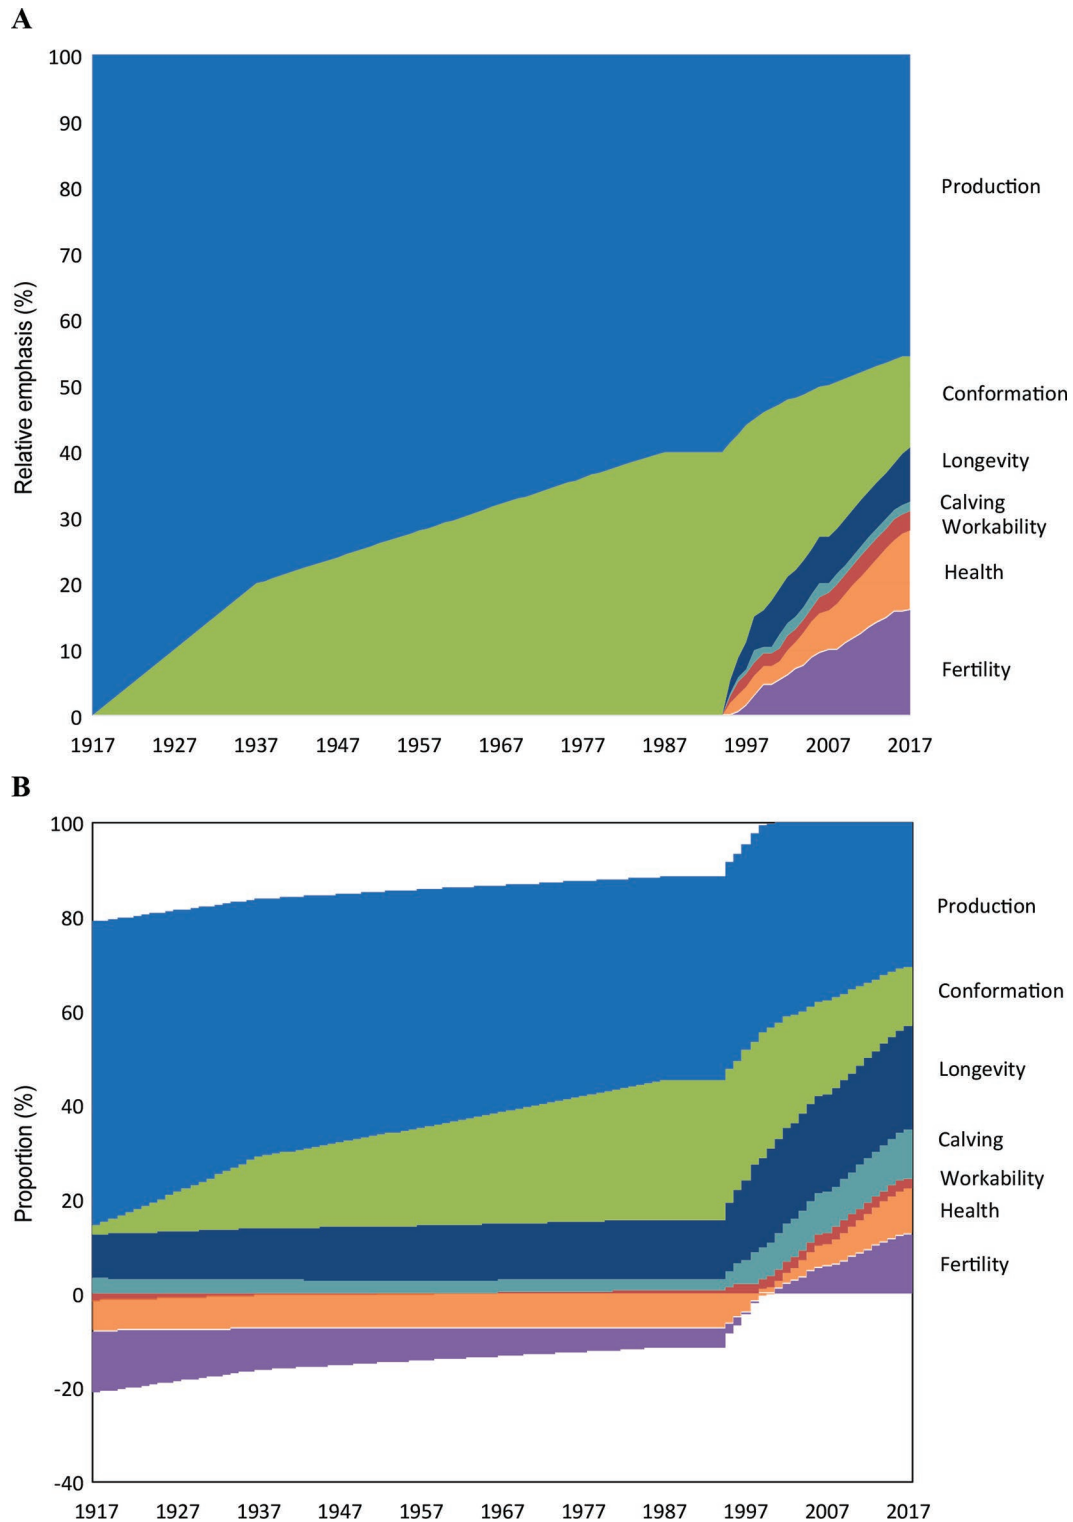 A
100
90
80
70
60
50
40
30
20
10
0
Relative emphasis (%)
Production
Conformation
Longevity
Calving
Workability
Health
Fertility
1917 1927 1937 1947 1957 1967 1977 1987 1997 2007 2017
B
100
80
60
40
20
0
-20
-40
Proportion (%)
Production
Conformation
Longevity
Calving
Workability
Health
Fertility
1917 1927 1937 1947 1957 1967 1977 1987 1997 2007 2017